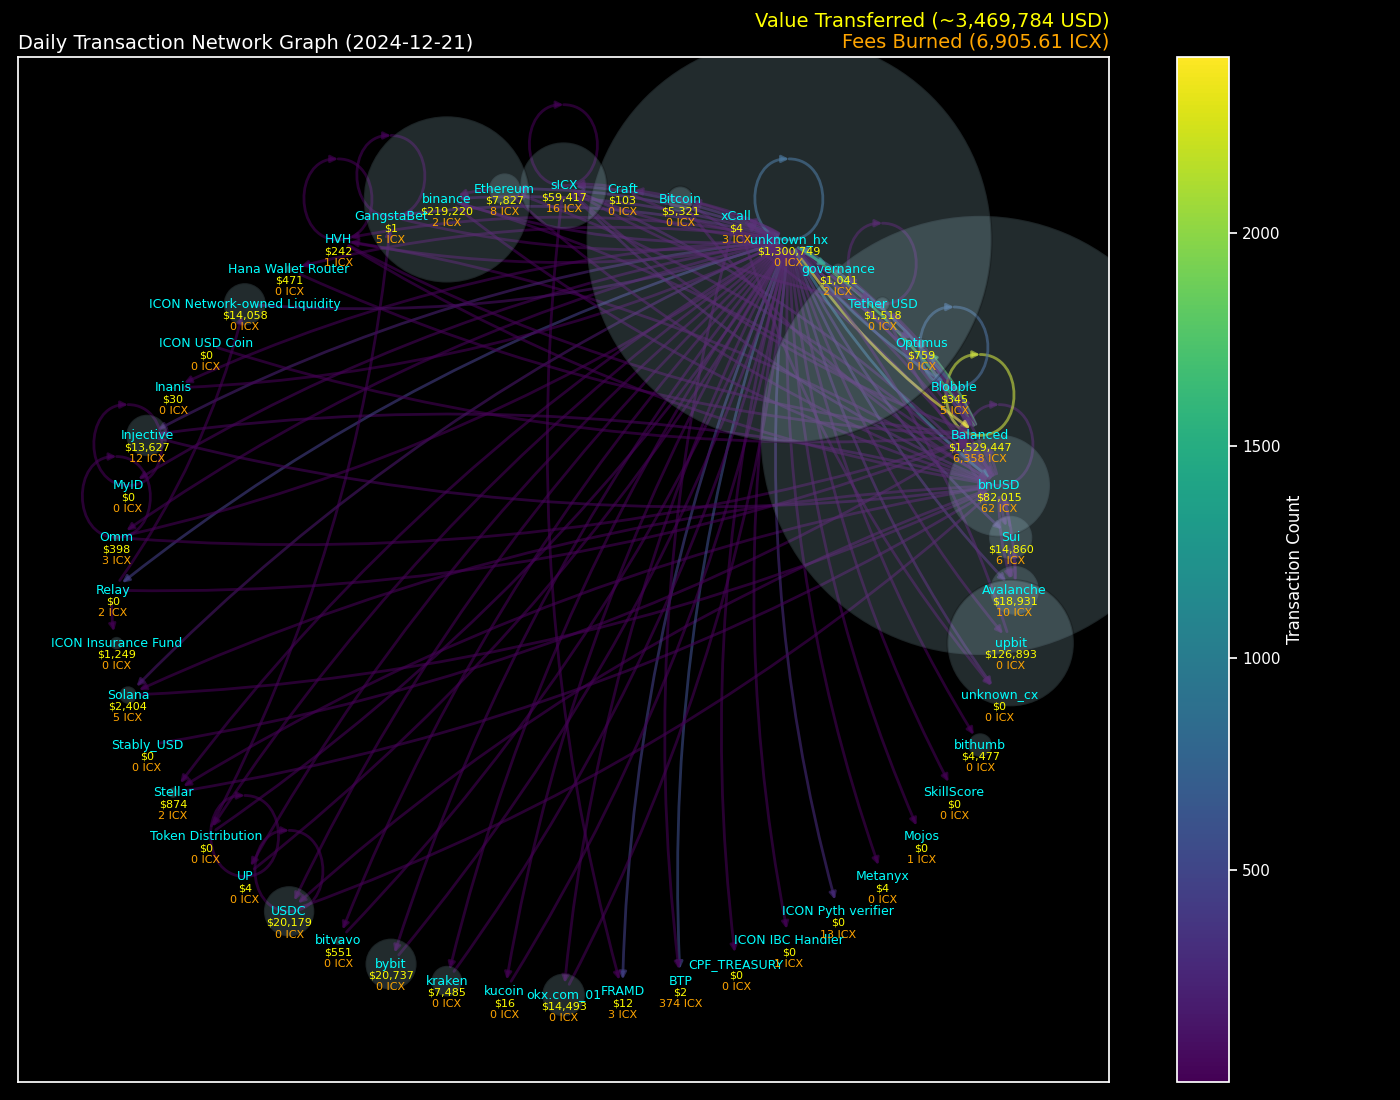 Value Transferred (~3,469,784 USD)
Daily Transaction Network Graph (2024-12-21)
Fees Burned (6,905.61 ICX)
sICX
$59,417
16 ICX
Ethereum
$7,827
8 ICX
Craft
$103
0 ICX
binance
$219,220
2 ICX
Bitcoin
$5,321
0 ICX
GangstaBet
$1
5 ICX
xCall
$4
3 ICX
HVH
$242
1 ICX
unknown_hx
$1,300,749
0 ICX
Hana Wallet Router
$471
0 ICX
governance
$1,041
2 ICX
ICON Network-owned Liquidity
$14,058
0 ICX
Tether USD
$1,518
0 ICX
ICON USD Coin
$0
0 ICX
Optimus
$759
0 ICX
Inanis
$30
0 ICX
Blobble
$345
5 ICX
Injective
$13,627
12 ICX
Balanced
$1,529,447
6,358 ICX
MyID
$0
0 ICX
bnUSD
$82,015
62 ICX
Omm
$398
3 ICX
Sui
$14,860
6 ICX
Relay
$0
2 ICX
Avalanche
$18,931
10 ICX
ICON Insurance Fund
$1,249
0 ICX
upbit
$126,893
0 ICX
Solana
$2,404
5 ICX
unknown_cx
$0
0 ICX
Stably_USD
$0
0 ICX
bithumb
$4,477
0 ICX
Stellar
$874
2 ICX
SkillScore
$0
0 ICX
Token Distribution
$0
0 ICX
Mojos
$0
1 ICX
UP
$4
0 ICX
Metanyx
$4
0 ICX
USDC
$20,179
0 ICX
ICON Pyth verifier
$0
13 ICX
bitvavo
$551
0 ICX
ICON IBC Handler
$0
ICX
bybit
$20,737
0 ICX
CPF_TREASURY
$0
0 ICX
kraken
$7,485
0 ICX
BTP
$2
374 ICX
kucoin
$16
0 ICX
okx.com_01
$14,493
0 ICX
FRAMD
$12
3 ICX
2000
1500
1000
500
Transaction Count